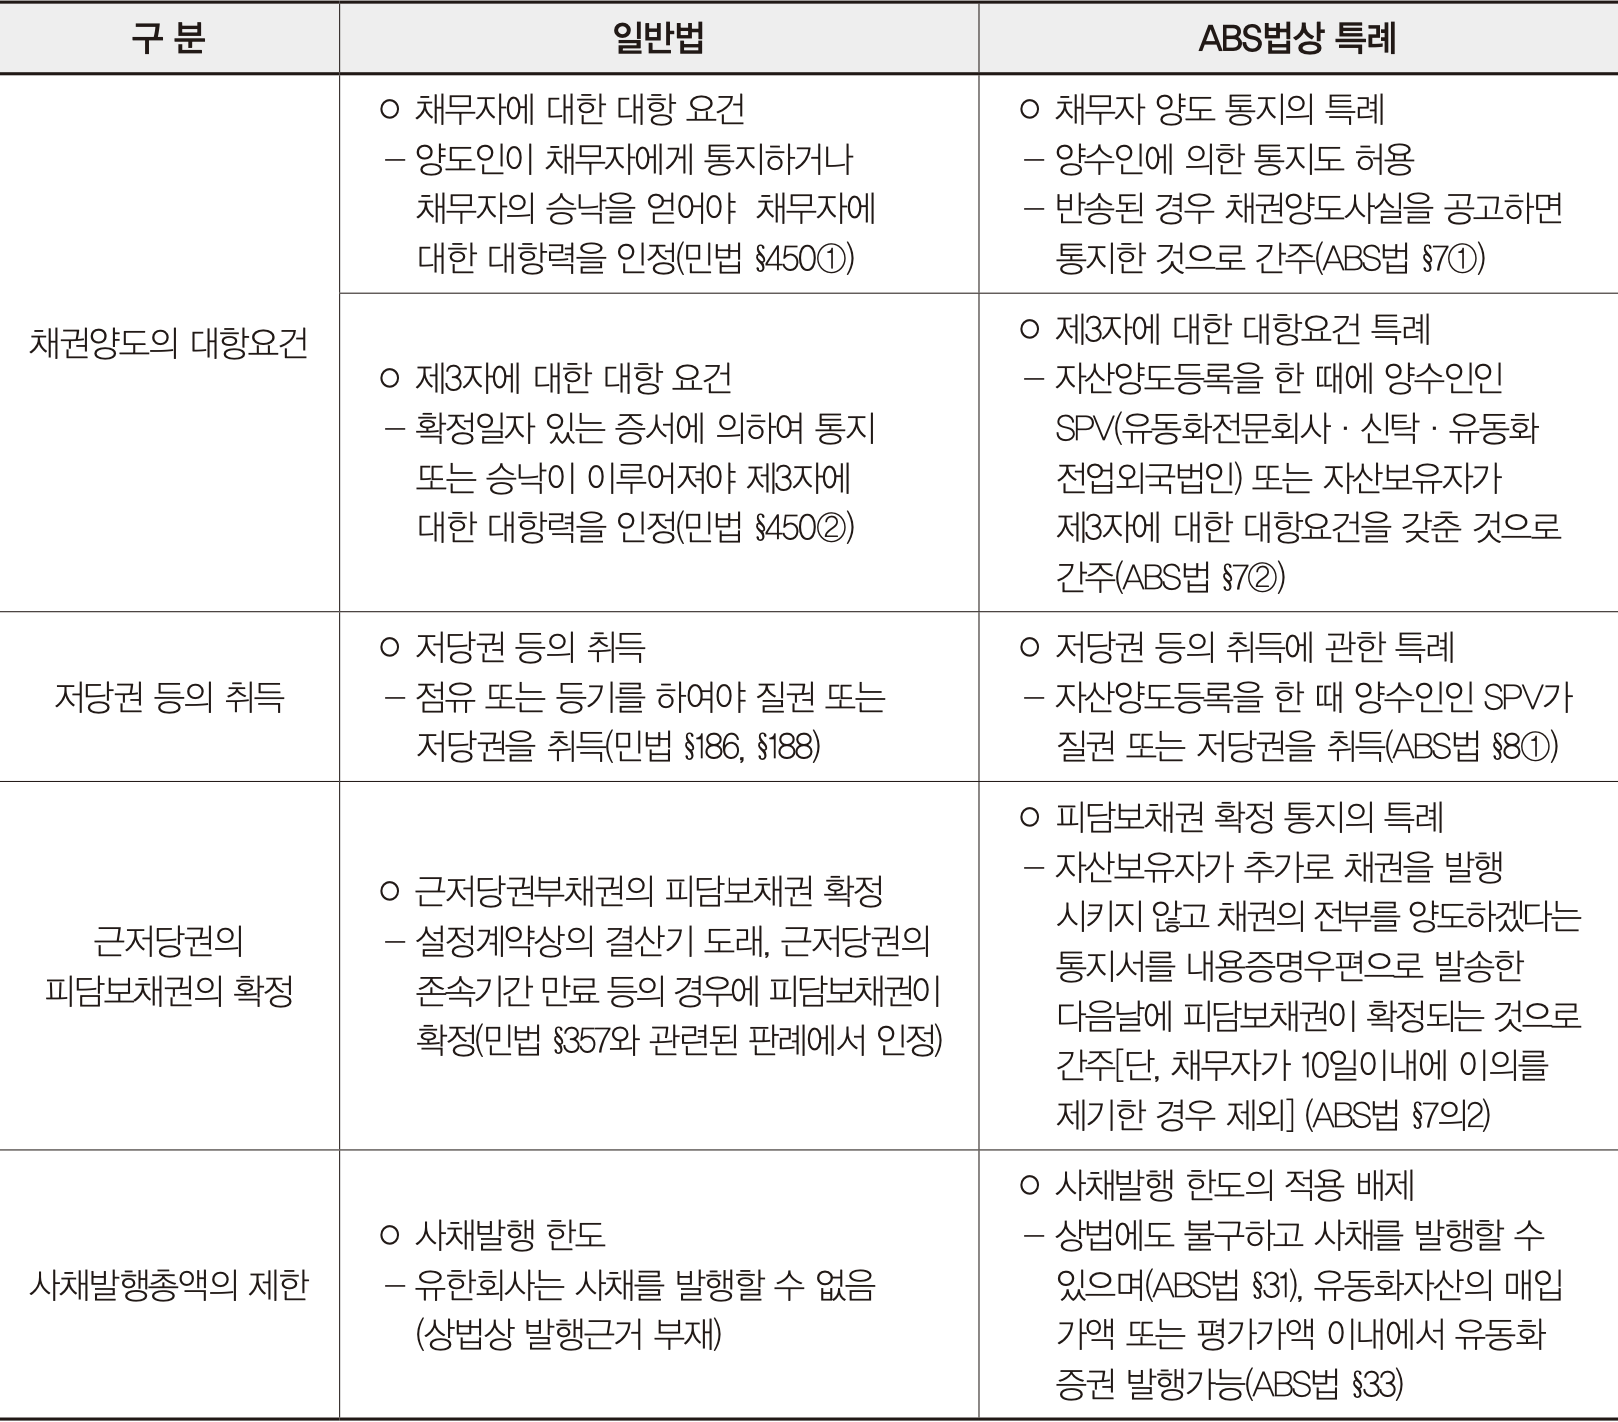 구 분
일반법
ABS법상 특례
채권양도의 대항요건
ㅇ 채무자에 대한 대항 요건
– 양도인이 채무자에게 통지하거나
채무자의 승낙을 얻어야 채무자에
대한 대항력을 인정(민법 §450①)
ㅇ 채무자 양도 통지의 특례
– 양수인에 의한 통지도 허용
– 반송된 경우 채권양도사실을 공고하면
통지한 것으로 간주(ABS법 §7①)
ㅇ 제3자에 대한 대항 요건
– 확정일자 있는 증서에 의하여 통지
또는 승낙이 이루어져야 제3자에
대한 대항력을 인정(민법 §450②)
ㅇ 제3자에 대한 대항요건 특례
– 자산양도등록을 한 때에 양수인인
SPV(유동화전문회사 · 신탁 · 유동화
전업외국법인) 또는 자산보유자가
제3자에 대한 대항요건을 갖춘 것으로
간주(ABS법 §7②)
저당권 등의 취득
ㅇ 저당권 등의 취득
– 점유 또는 등기를 하여야 질권 또는
저당권을 취득(민법 §186, §188)
ㅇ 저당권 등의 취득에 관한 특례
– 자산양도등록을 한 때 양수인인 SPV가
질권 또는 저당권을 취득(ABS법 §8①)
근저당권의
피담보채권의 확정
ㅇ 근저당권부채권의 피담보채권 확정
– 설정계약상의 결산기 도래, 근저당권의
존속기간 만료 등의 경우에 피담보채권이
확정(민법 §357와 관련된 판례에서 인정)
ㅇ 피담보채권 확정 통지의 특례
– 자산보유자가 추가로 채권을 발행
시키지 않고 채권의 전부를 양도하겠다는
통지서를 내용증명우편으로 발송한
다음날에 피담보채권이 확정되는 것으로
간주[단, 채무자가 10일이내에 이의를
제기한 경우 제외] (ABS법 §7의2)
사채발행총액의 제한
ㅇ 사채발행 한도
– 유한회사는 사채를 발행할 수 없음
(상법상 발행근거 부재)
ㅇ 사채발행 한도의 적용 배제
– 상법에도 불구하고 사채를 발행할 수
있으며(ABS법 §31), 유동화자산의 매입
가액 또는 평가가액 이내에서 유동화
증권 발행가능(ABS법 §33)